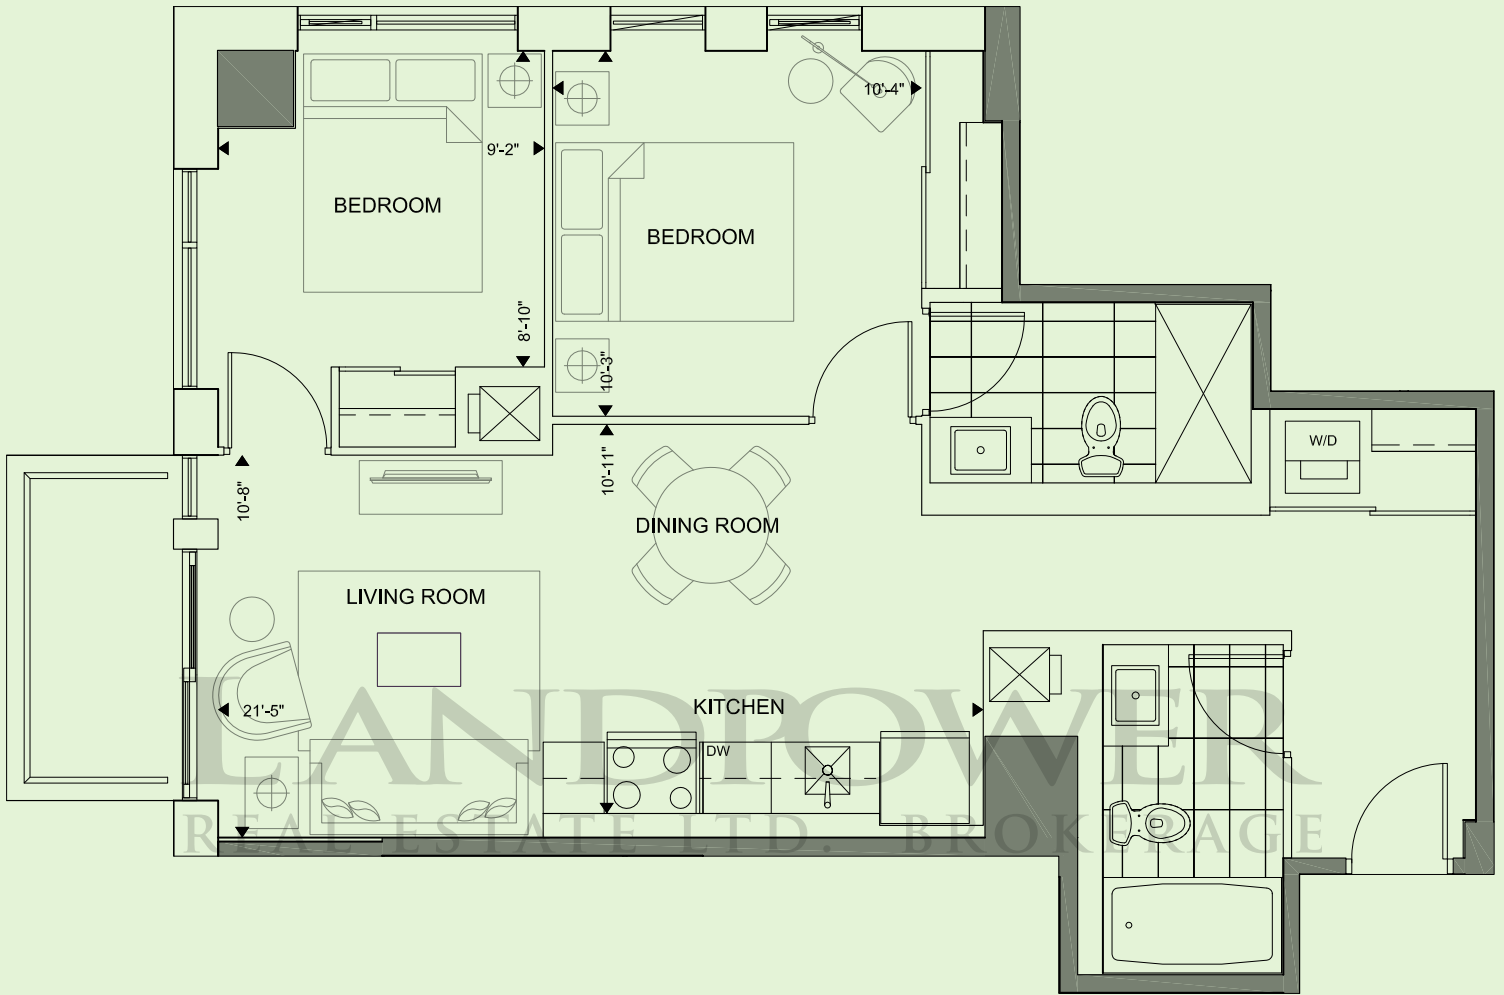 10'-4"
9'-2"
BEDROOM
BEDROOM
8'-10"
10'-3"
W/D
10'-8"
10'-11"
DINING ROOM
LIVING ROOM
21'-5"
KITCHEN
DW
LANDPOWER
REAL ESTATE LTD. BROKERAGE